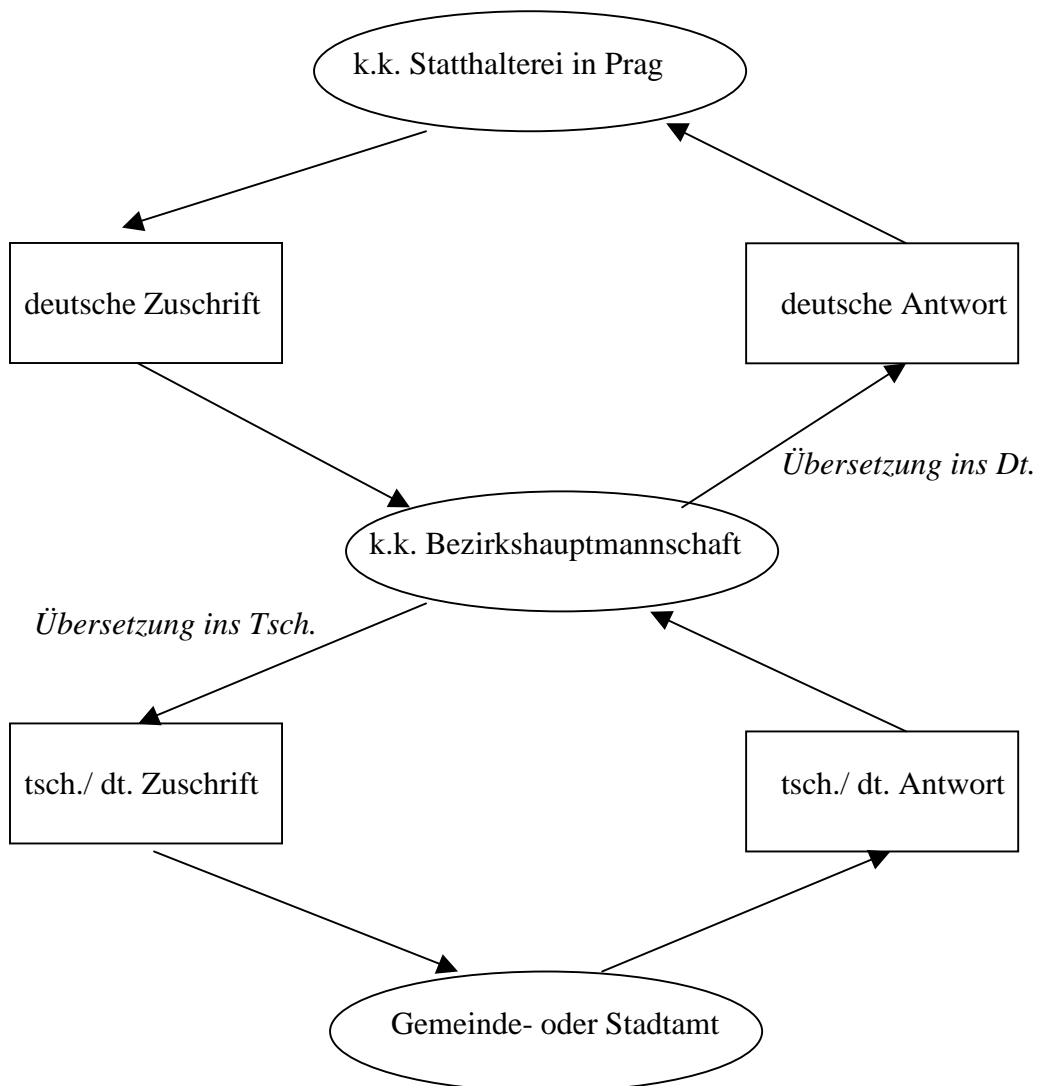 k.k. Statthalterei in Prag
deutsche Zuschrift
deutsche Antwort
Übersetzung ins Dt.
k.k. Bezirkshauptmannschaft
Übersetzung ins Tsch.
tsch./ dt. Zuschrift
tsch./ dt. Antwort
Gemeinde- oder Stadtamt